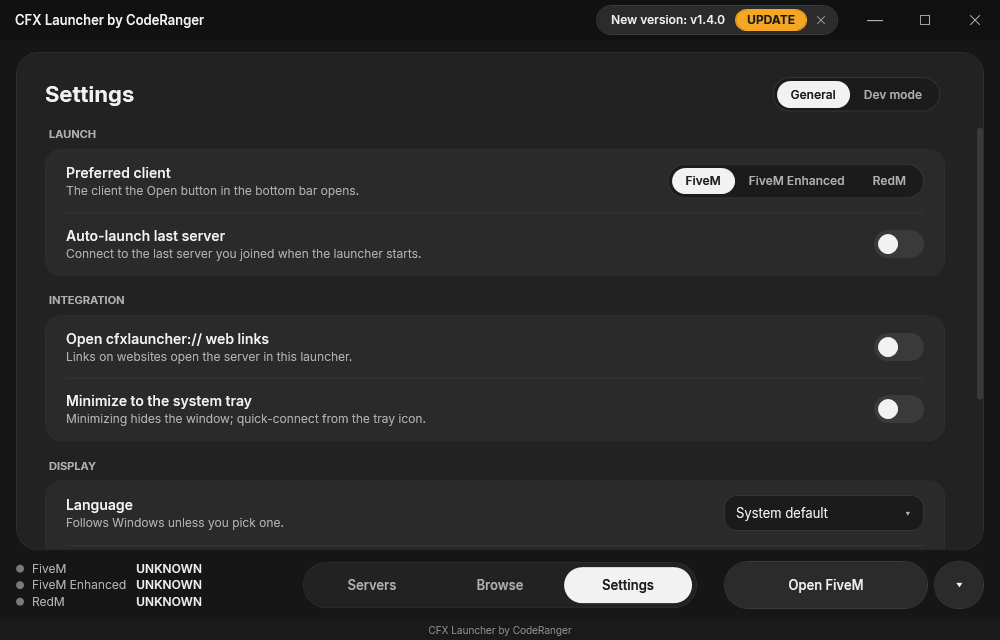 CFX Launcher by CodeRanger
New version: v1.4.0 UPDATE
Settings
General Dev mode
LAUNCH
Preferred client
The client the Open button in the bottom bar opens.
FiveM FiveM Enhanced RedM
Auto-launch last server
Connect to the last server you joined when the launcher starts.
INTEGRATION
Open cfxlauncher:// web links
Links on websites open the server in this launcher.
Minimize to the system tray
Minimizing hides the window; quick-connect from the tray icon.
DISPLAY
Language
Follows Windows unless you pick one.
System default
FiveM UNKNOWN
FiveM Enhanced UNKNOWN
RedM UNKNOWN
Servers Browse Settings
Open FiveM
CFX Launcher by CodeRanger